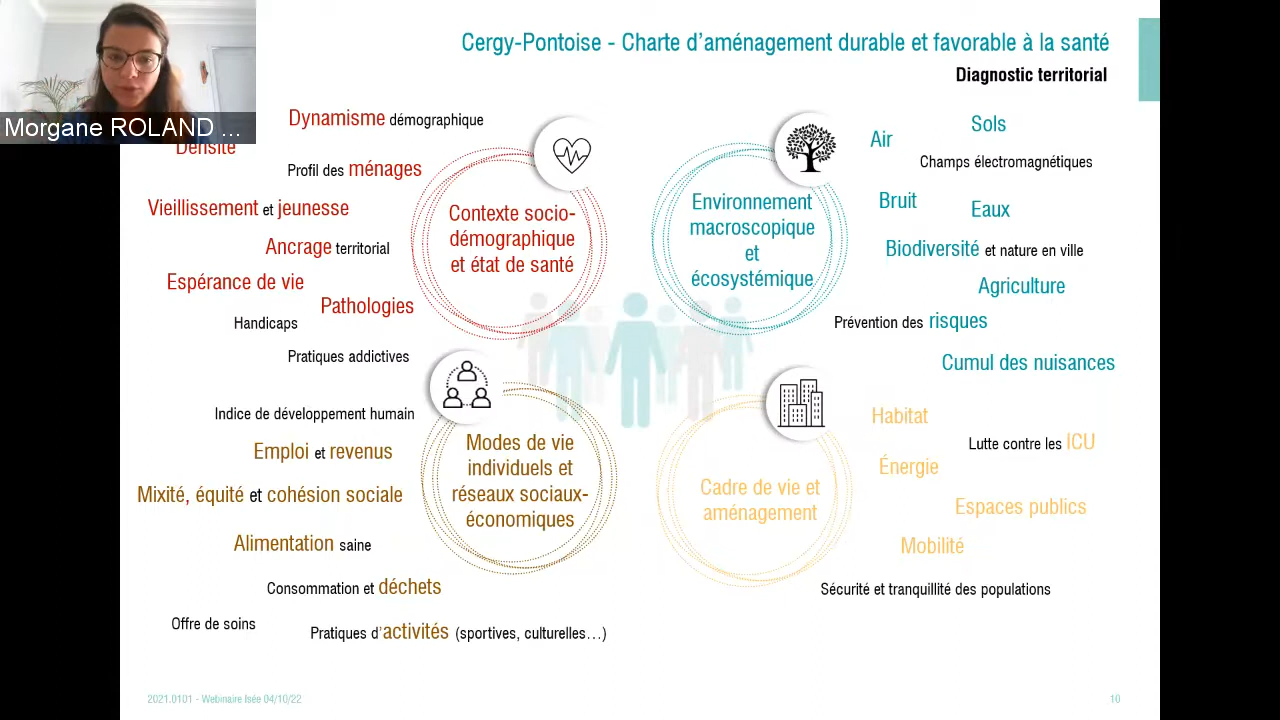 Cergy-Pontoise - Charte d'aménagement durable et favorable à la santé
Diagnostic territorial
Morgane ROLAND ...
Dynamisme démographique
Densité
Profil des ménages
Vieillissement et jeunesse
Ancrage territorial
Espérance de vie
Pathologies
Handicaps
Pratiques addictives
Contexte socio-
démographique
et état de santé
Environnement
macroscopique
et
écosystémique
Sols
Air
Champs électromagnétiques
Bruit
Eaux
Biodiversité et nature en ville
Agriculture
Prévention des risques
Cumul des nuisances
Indice de développement humain
Emploi et revenus
Mixité, équité et cohésion sociale
Alimentation saine
Consommation et déchets
Offre de soins
Pratiques d'activités (sportives, culturelles...)
Modes de vie
individuels et
réseaux sociaux-
économiques
Cadre de vie et
aménagement
Habitat
Lutte contre les ICU
Énergie
Espaces publics
Mobilité
Sécurité et tranquillité des populations
2021.0101 - Webinaire Isée 04/10/22
10